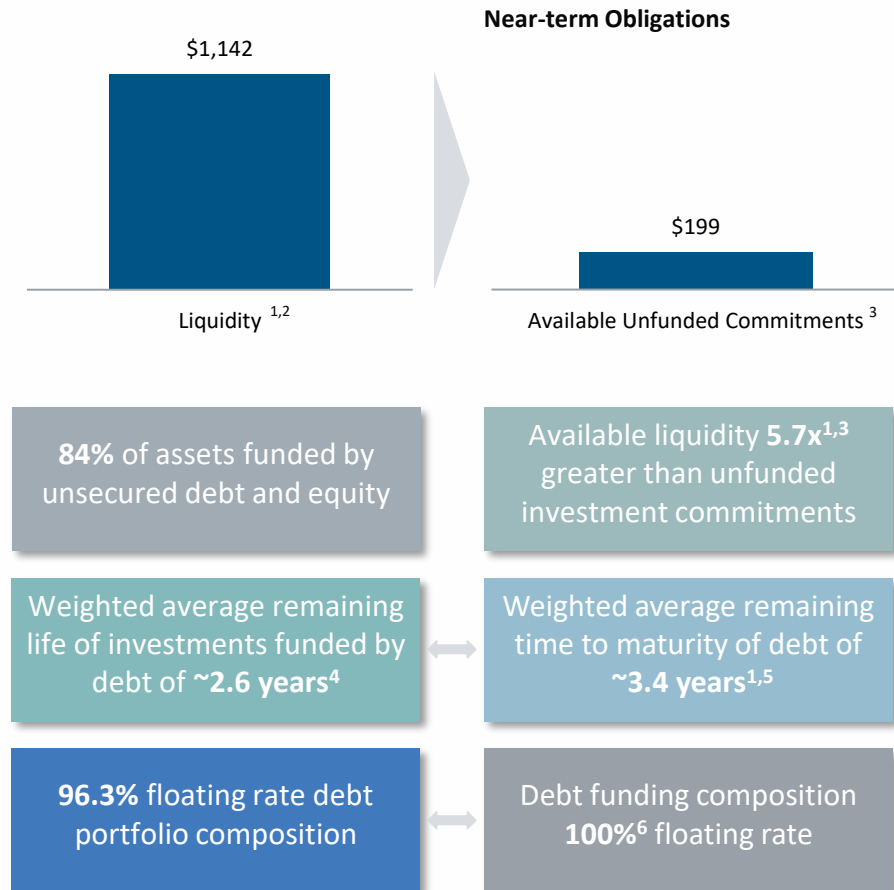 Near-term Obligations
$1,142
$199
Liquidity 1,2
Available Unfunded Commitments 3
84% of assets funded by
unsecured debt and equity
Available liquidity 5.7x1,3
greater than unfunded
investment commitments
Weighted average remaining
life of investments funded by
debt of ~2.6 years4
Weighted average remaining
time to maturity of debt of
~3.4 years1,5
96.3% floating rate debt
portfolio composition
Debt funding composition
100%6 floating rate